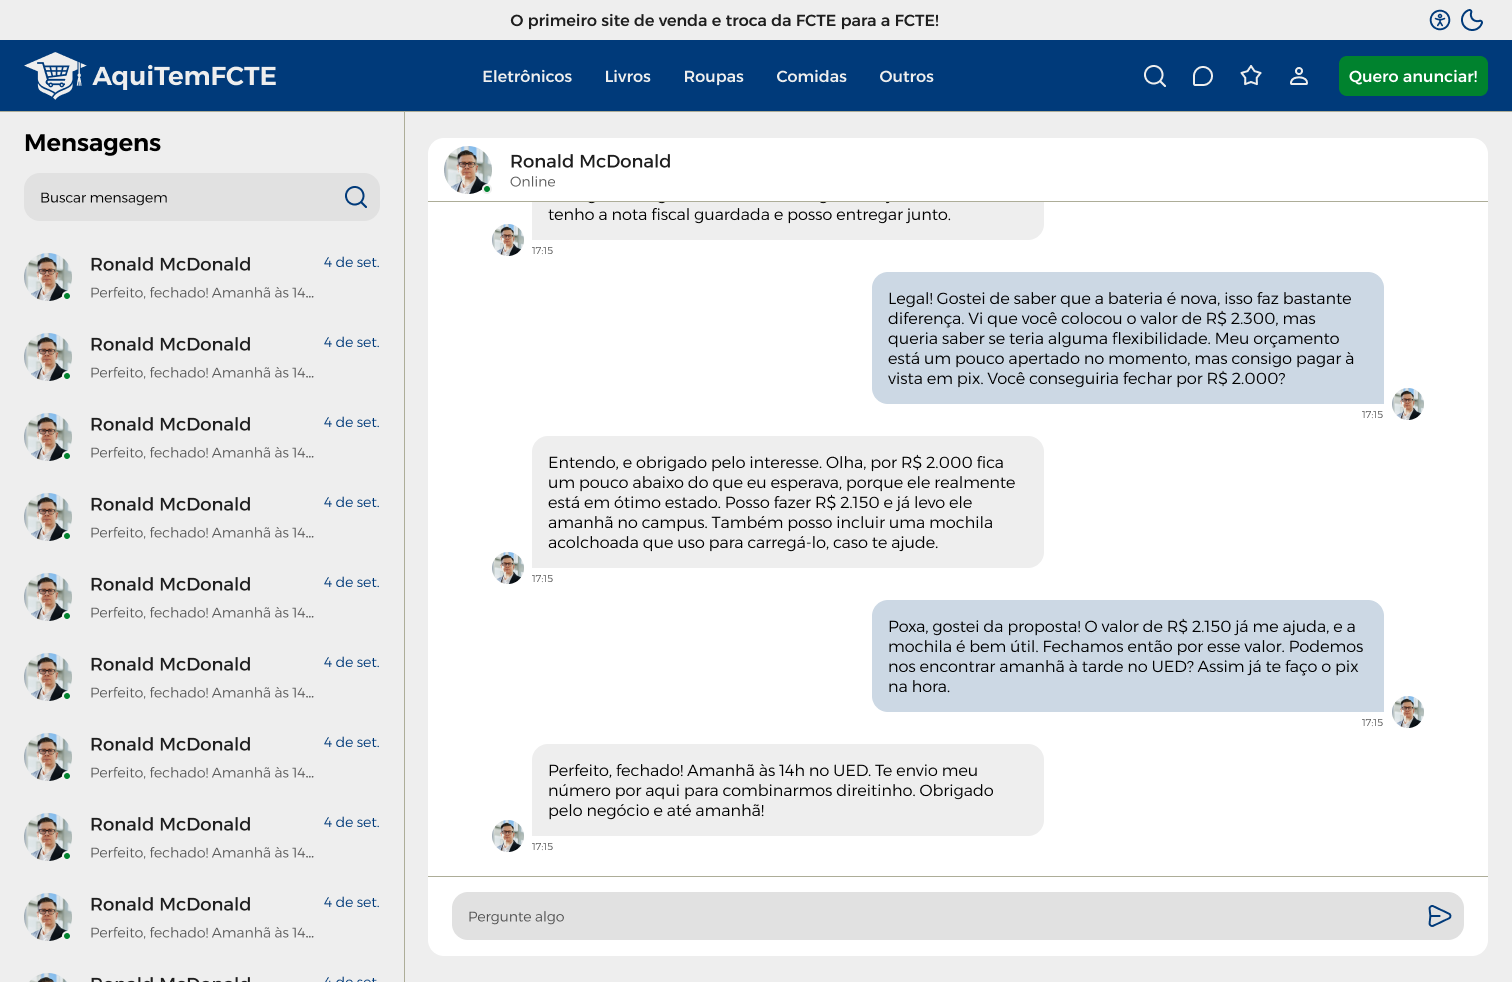 O primeiro site de venda e troca da FCTE para a FCTE!
AquiTemFCTE
Eletrônicos
Livros
Roupas
Comidas
Outros
Quero anunciar!
Mensagens
Buscar mensagem
Ronald McDonald
4 de set.
Perfeito, fechado! Amanhã às 14...
Ronald McDonald
4 de set.
Perfeito, fechado! Amanhã às 14...
Ronald McDonald
4 de set.
Perfeito, fechado! Amanhã às 14...
Ronald McDonald
4 de set.
Perfeito, fechado! Amanhã às 14...
Ronald McDonald
4 de set.
Perfeito, fechado! Amanhã às 14...
Ronald McDonald
4 de set.
Perfeito, fechado! Amanhã às 14...
Ronald McDonald
4 de set.
Perfeito, fechado! Amanhã às 14...
Ronald McDonald
4 de set.
Perfeito, fechado! Amanhã às 14...
Ronald McDonald
4 de set.
Perfeito, fechado! Amanhã às 14...
Ronald McDonald
4 de set.
Ronald McDonald
Online
tenho a nota fiscal guardada e posso entregar junto.
17:15
Legal! Gostei de saber que a bateria é nova, isso faz bastante
diferença. Vi que você colocou o valor de R$ 2.300, mas
queria saber se teria alguma flexibilidade. Meu orçamento
está um pouco apertado no momento, mas consigo pagar à
vista em pix. Você conseguiria fechar por R$ 2.000?
17:15
Entendo, e obrigado pelo interesse. Olha, por R$ 2.000 fica
um pouco abaixo do que eu esperava, porque ele realmente
está em ótimo estado. Posso fazer R$ 2.150 e já levo ele
amanhã no campus. Também posso incluir uma mochila
acolchoada que uso para carregá-lo, caso te ajude.
17:15
Poxa, gostei da proposta! O valor de R$ 2.150 já me ajuda, e a
mochila é bem útil. Fechamos então por esse valor. Podemos
nos encontrar amanhã à tarde no UED? Assim já te faço o pix
na hora.
17:15
Perfeito, fechado! Amanhã às 14h no UED. Te envio meu
número por aqui para combinarmos direitinho. Obrigado
pelo negócio e até amanhã!
17:15
Pergunte algo